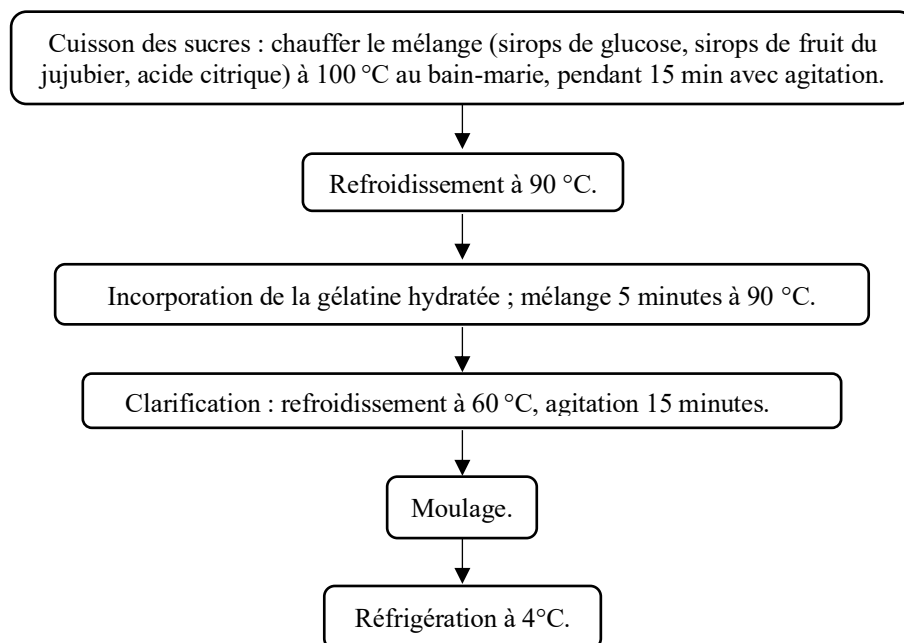 Cuisson des sucres : chauffer le mélange (sirops de glucose, sirops de fruit du
jujubier, acide citrique) à 100 °C au bain-marie, pendant 15 min avec agitation.
Refroidissement à 90 °C.
Incorporation de la gélatine hydratée ; mélange 5 minutes à 90 °C.
Clarification : refroidissement à 60 °C, agitation 15 minutes.
Moulage.
Réfrigération à 4°C.